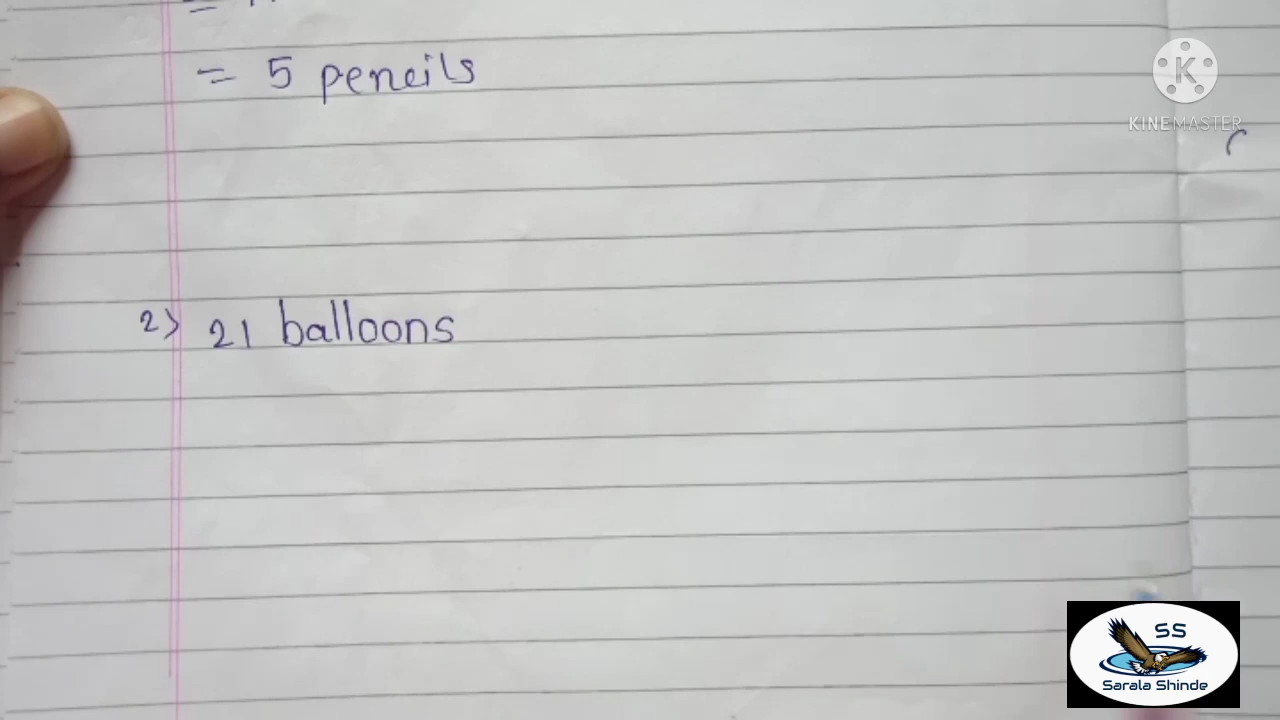 = 5 pencils
KINEMASTER
2) 21 balloons
SS
Sarala Shinde